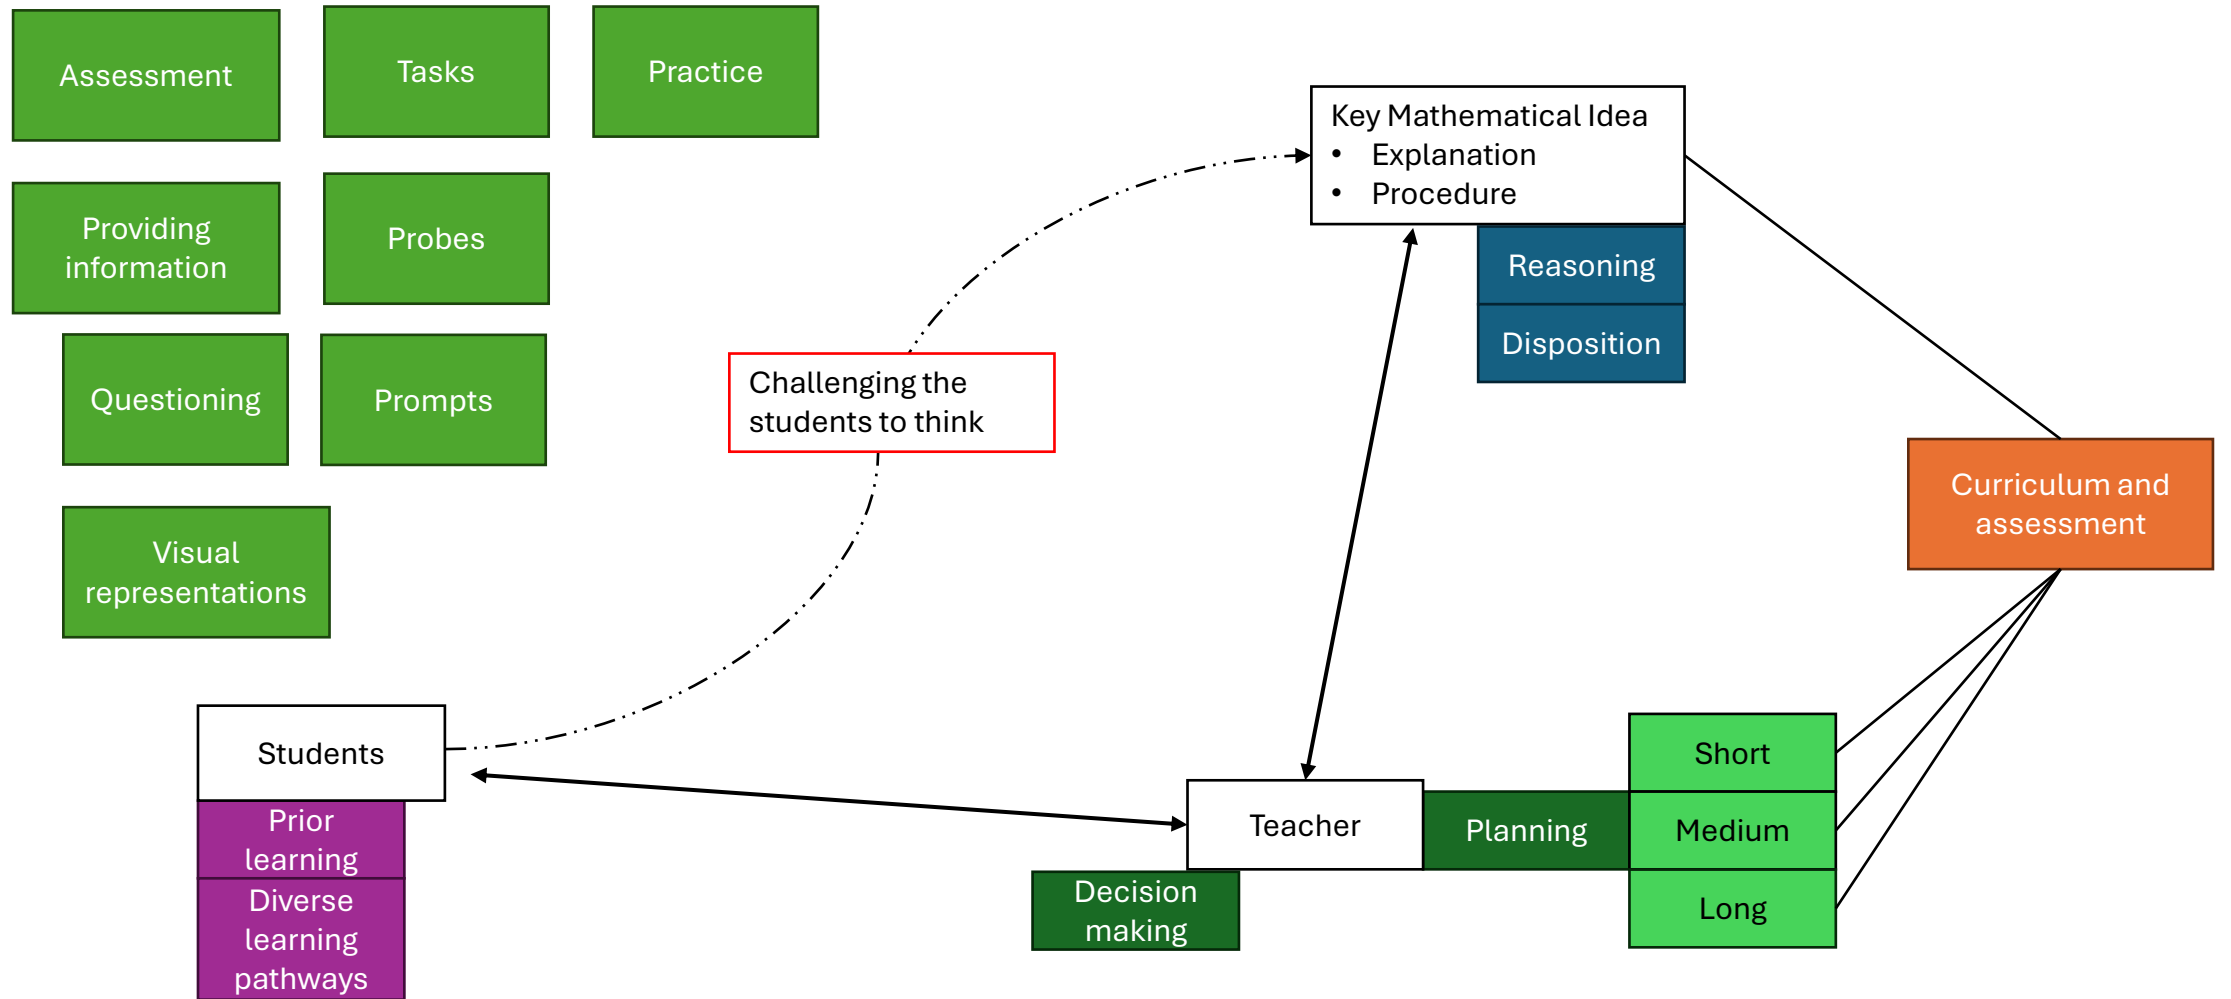 Assessment
Tasks
Practice
Key Mathematical Idea
• Explanation
• Procedure
Providing
information
Probes
Reasoning
Disposition
Questioning
Prompts
Challenging the
students to think
Curriculum and
assessment
Visual
representations
Students
Prior
learning
Diverse
learning
pathways
Teacher
Planning
Short
Medium
Long
Decision
making